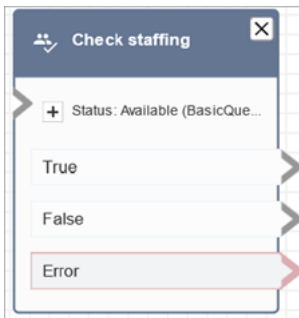 Check staffing
Status: Available (BasicQue...
True
False
Error